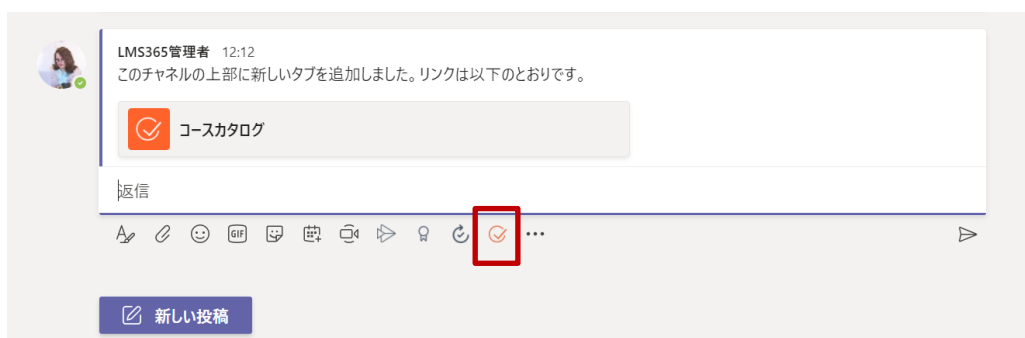 LMS365管理者 12:12
このチャネルの上部に新しいタブを追加しました。リンクは以下のとおりです。
コースカタログ
返信
GIF
新しい投稿